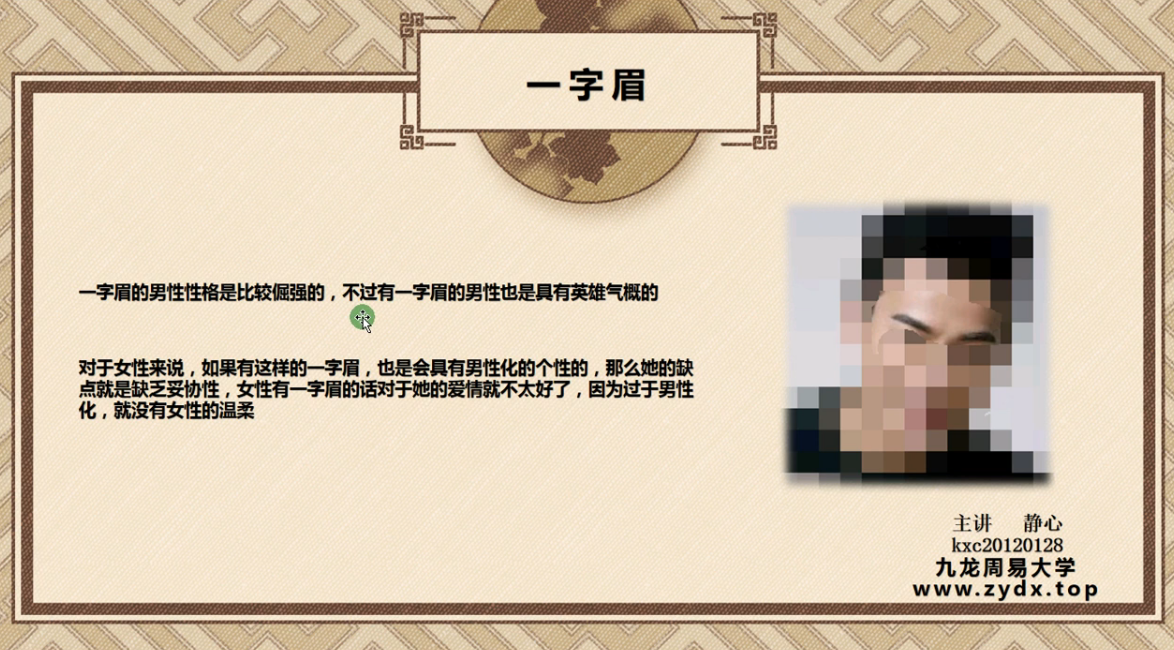 一字眉
一字眉的男性性格是比较倔强的，不过有一字眉的男性也是具有英雄气概的
对于女性来说，如果有这样的一字眉，也是会具有男性化的个性的，那么她的缺
点就是缺乏妥协性，女性有一字眉的话对于她的爱情就不太好了，因为过于男性
化，就没有女性的温柔
主讲 静心
kxc20120128
九龙周易大学
www.zydx.top